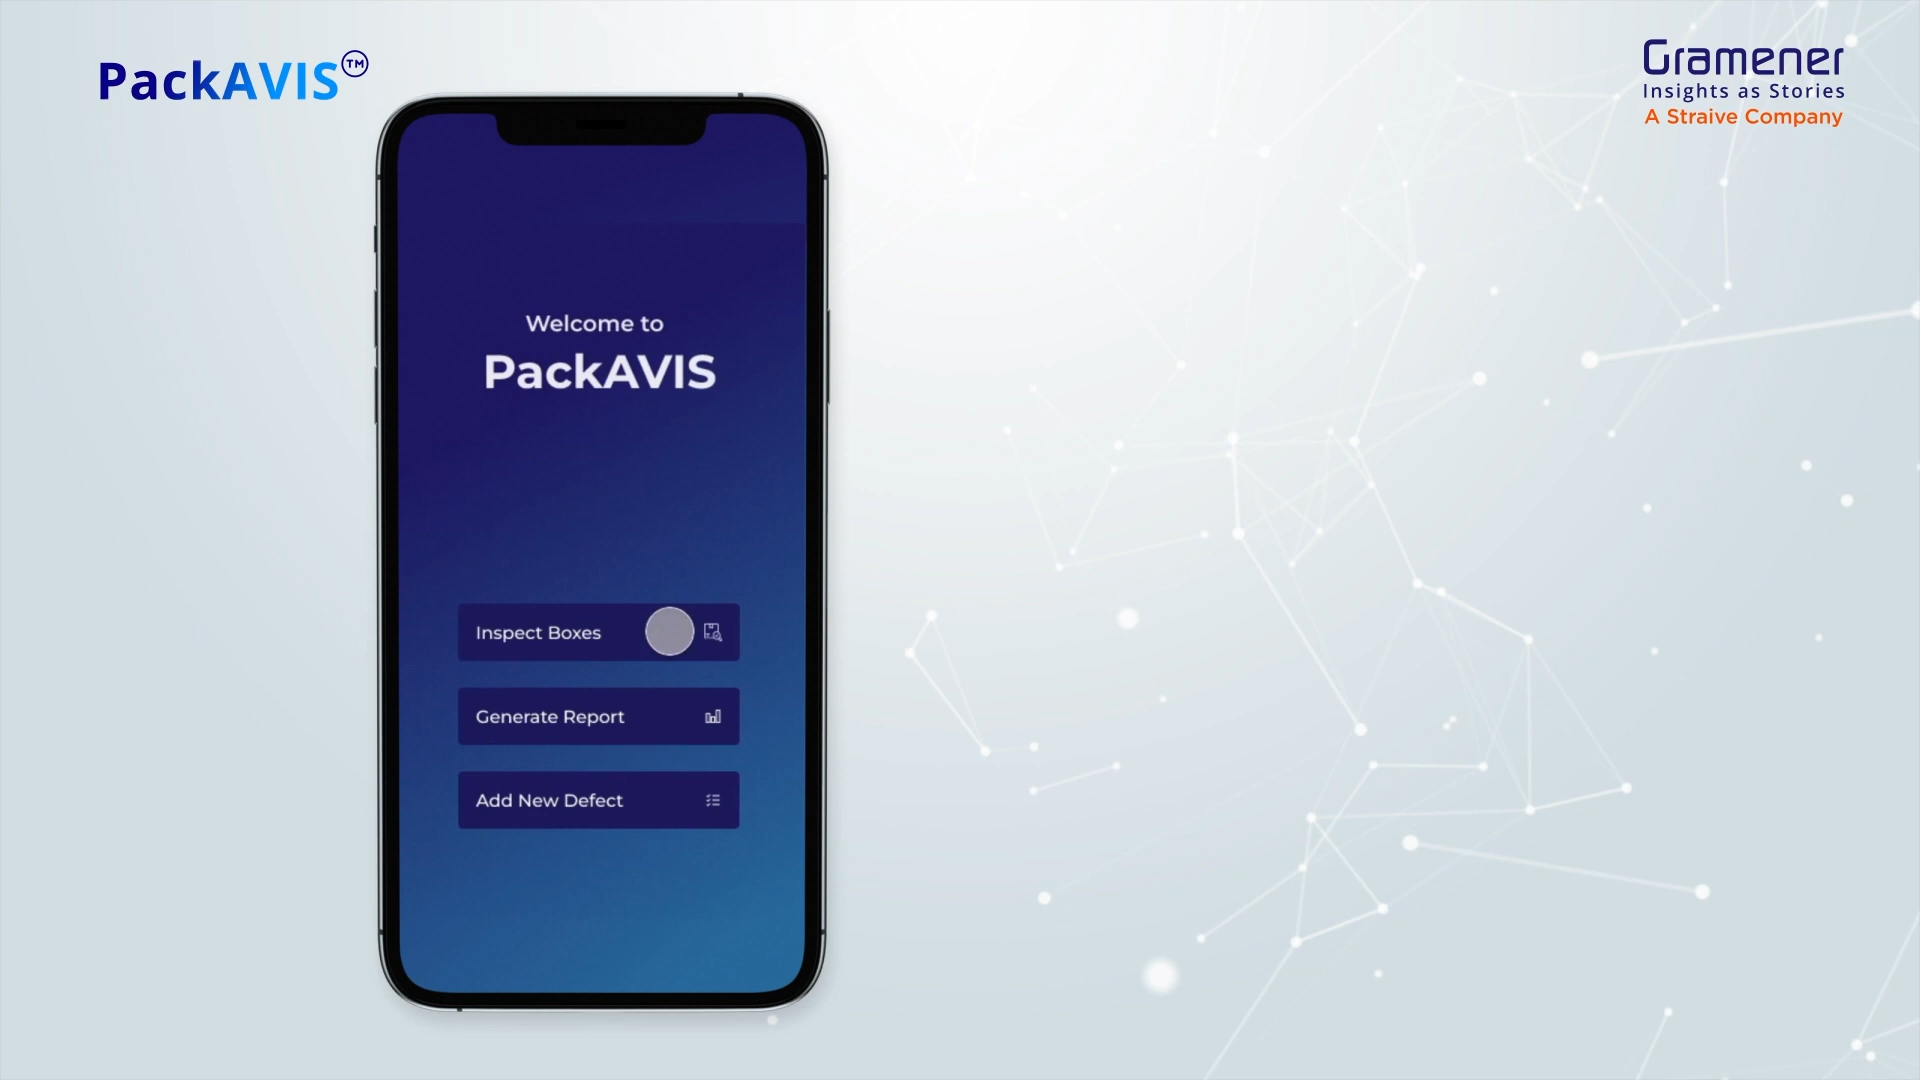 PackAVIS™
Gramener
Insights as Stories
A Straive Company
Welcome to
PackAVIS
Inspect Boxes
Generate Report
Add New Defect